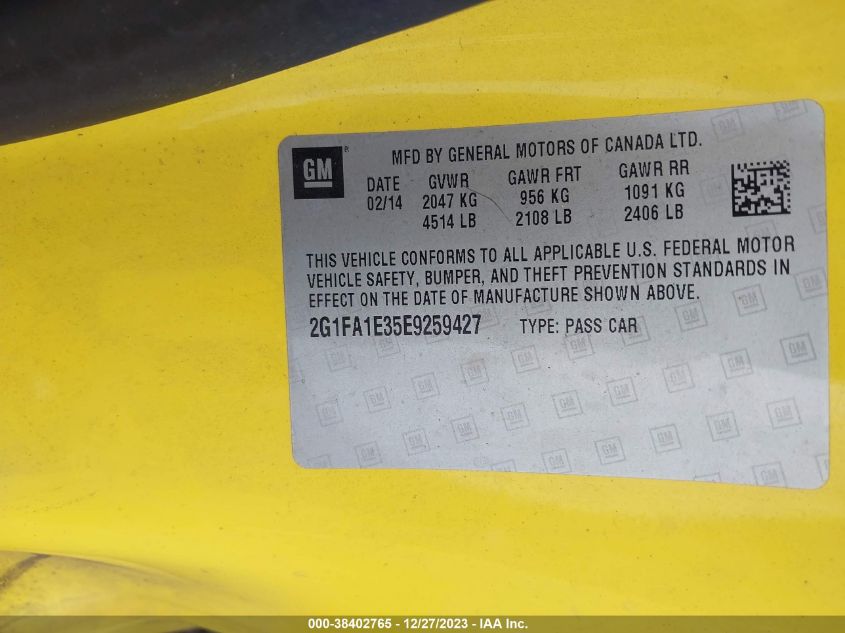 GM ® MFD BY GENERAL MOTORS OF CANADA LTD.
DATE GVWR GAWR FRT GAWR RR
02/14 2047 KG 956 KG 1091 KG
4514 LB 2108 LB 2406 LB
THIS VEHICLE CONFORMS TO ALL APPLICABLE U.S. FEDERAL MOTOR
VEHICLE SAFETY, BUMPER, AND THEFT PREVENTION STANDARDS IN
EFFECT ON THE DATE OF MANUFACTURE SHOWN ABOVE.
2G1FA1E35E9259427 TYPE: PASS CAR
000-38402765 - 12/27/2023 - IAA Inc.